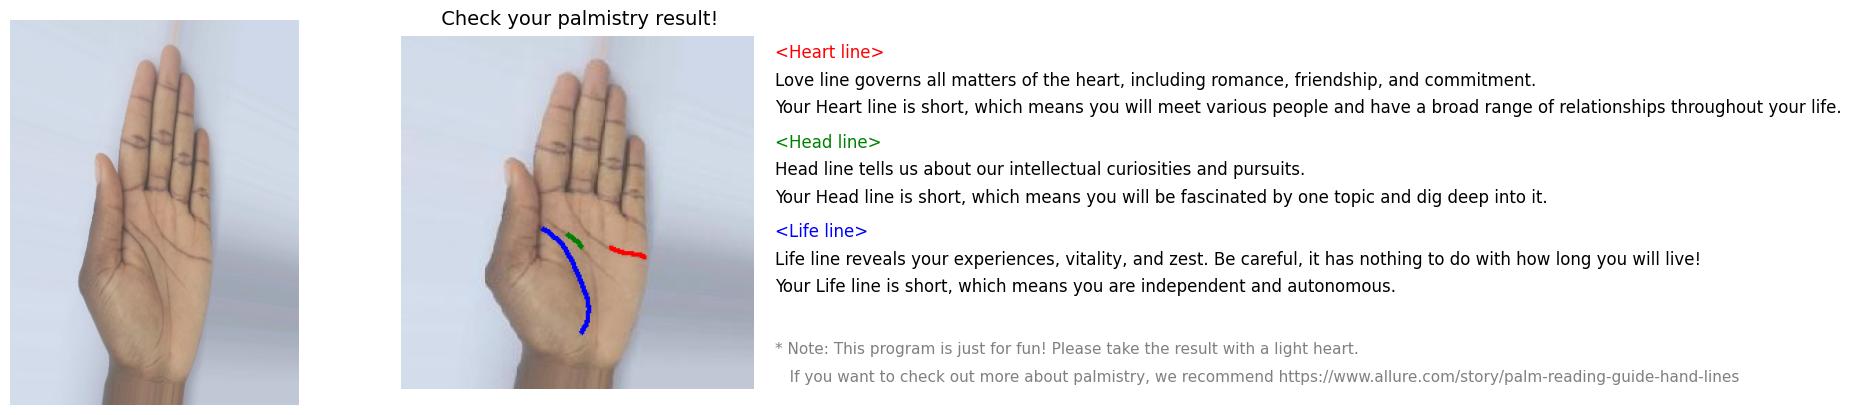 Check your palmistry result!
<Heart line>
Love line governs all matters of the heart, including romance, friendship, and commitment.
Your Heart line is short, which means you will meet various people and have a broad range of relationships throughout your life.
<Head line>
Head line tells us about our intellectual curiosities and pursuits.
Your Head line is short, which means you will be fascinated by one topic and dig deep into it.
<Life line>
Life line reveals your experiences, vitality, and zest. Be careful, it has nothing to do with how long you will live!
Your Life line is short, which means you are independent and autonomous.
* Note: This program is just for fun! Please take the result with a light heart.
If you want to check out more about palmistry, we recommend https://www.allure.com/story/palm-reading-guide-hand-lines